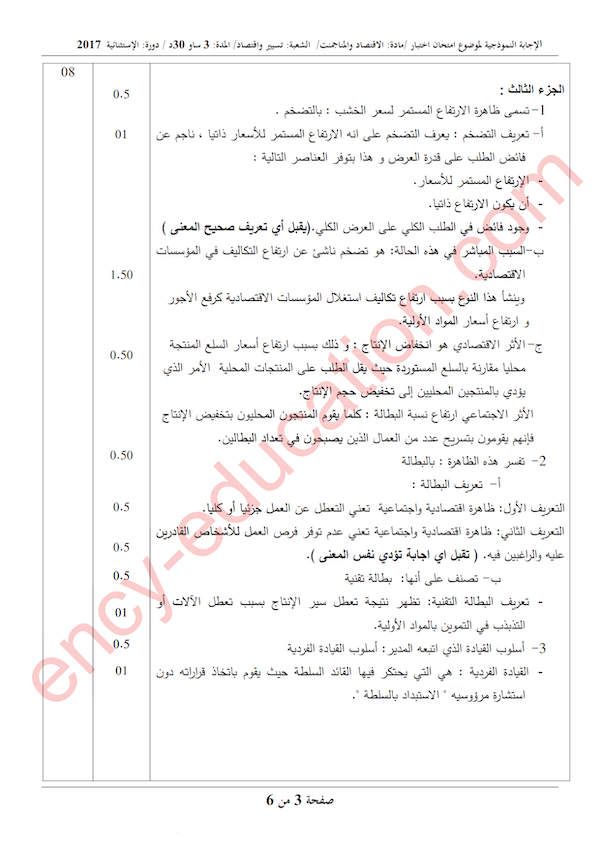 الإجابة النموذجية لموضوع امتحان اختبار /مادة: الاقتصاد والمناجمنت/ الشعبة: تسيير واقتصاد/ المدة: 3 سا و 30د / دورة: الإستثنائية 2017
08
الجزء الثالث :
0.5
1- تسمى ظاهرة الارتفاع المستمر لسعر الخشب : بالتضخم .
01
أ- تعريف التضخم : يعرف التضخم على انه الارتفاع المستمر للأسعار ذاتيا ، ناجم عن
فائض الطلب على قدرة العرض و هذا بتوفر العناصر التالية :
- الإرتفاع المستمر للأسعار.
- أن يكون الارتفاع ذاتيا.
- وجود فائض في الطلب الكلي على العرض الكلي.(يقبل أي تعريف صحيح المعنى )
ب-السبب المباشر في هذه الحالة: هو تضخم ناشئ عن ارتفاع التكاليف في المؤسسات
1.50
الاقتصادية.
وينشأ هذا النوع بسبب ارتفاع تكاليف استغلال المؤسسات الاقتصادية كرفع الأجور
و ارتفاع أسعار المواد الأولية.
0.50
ج- الأثر الاقتصادي هو انخفاض الإنتاج : و ذلك بسبب ارتفاع أسعار السلع المنتجة
محليا مقارنة بالسلع المستوردة حيث يقل الطلب على المنتجات المحلية الأمر الذي
يؤدي بالمنتجين المحليين إلى تخفيض حجم الإنتاج.
الأثر الاجتماعي ارتفاع نسبة البطالة : كلما يقوم المنتجون المحليون بتخفيض الإنتاج
فإنهم يقومون بتسريح عدد من العمال الذين يصبحون في تعداد البطالين.
0.50
2- تفسر هذه الظاهرة : بالبطالة
أ- تعريف البطالة :
0.5
التعريف الأول: ظاهرة اقتصادية واجتماعية تعني التعطل عن العمل جزئيا أو كليا.
التعريف الثاني: ظاهرة اقتصادية واجتماعية تعني عدم توفر فرص العمل للأشخاص القادرين
0.5
عليه والراغبين فيه. ( تقبل اي اجابة تؤدي نفس المعنى ).
0.5
ب- تصنف على أنها: بطالة تقنية
01
- تعريف البطالة التقنية: تظهر نتيجة تعطل سير الإنتاج بسبب تعطل الآلات أو
التذبذب في التموين بالمواد الأولية.
0.5
3- أسلوب القيادة الذي اتبعه المدير : أسلوب القيادة الفردية
01
- القيادة الفردية : هي التي يحتكر فيها القائد السلطة حيث يقوم باتخاذ قراراته دون
استشارة مرؤوسيه " الاستبداد بالسلطة ".
صفحة 3 من 6
ency-education.com